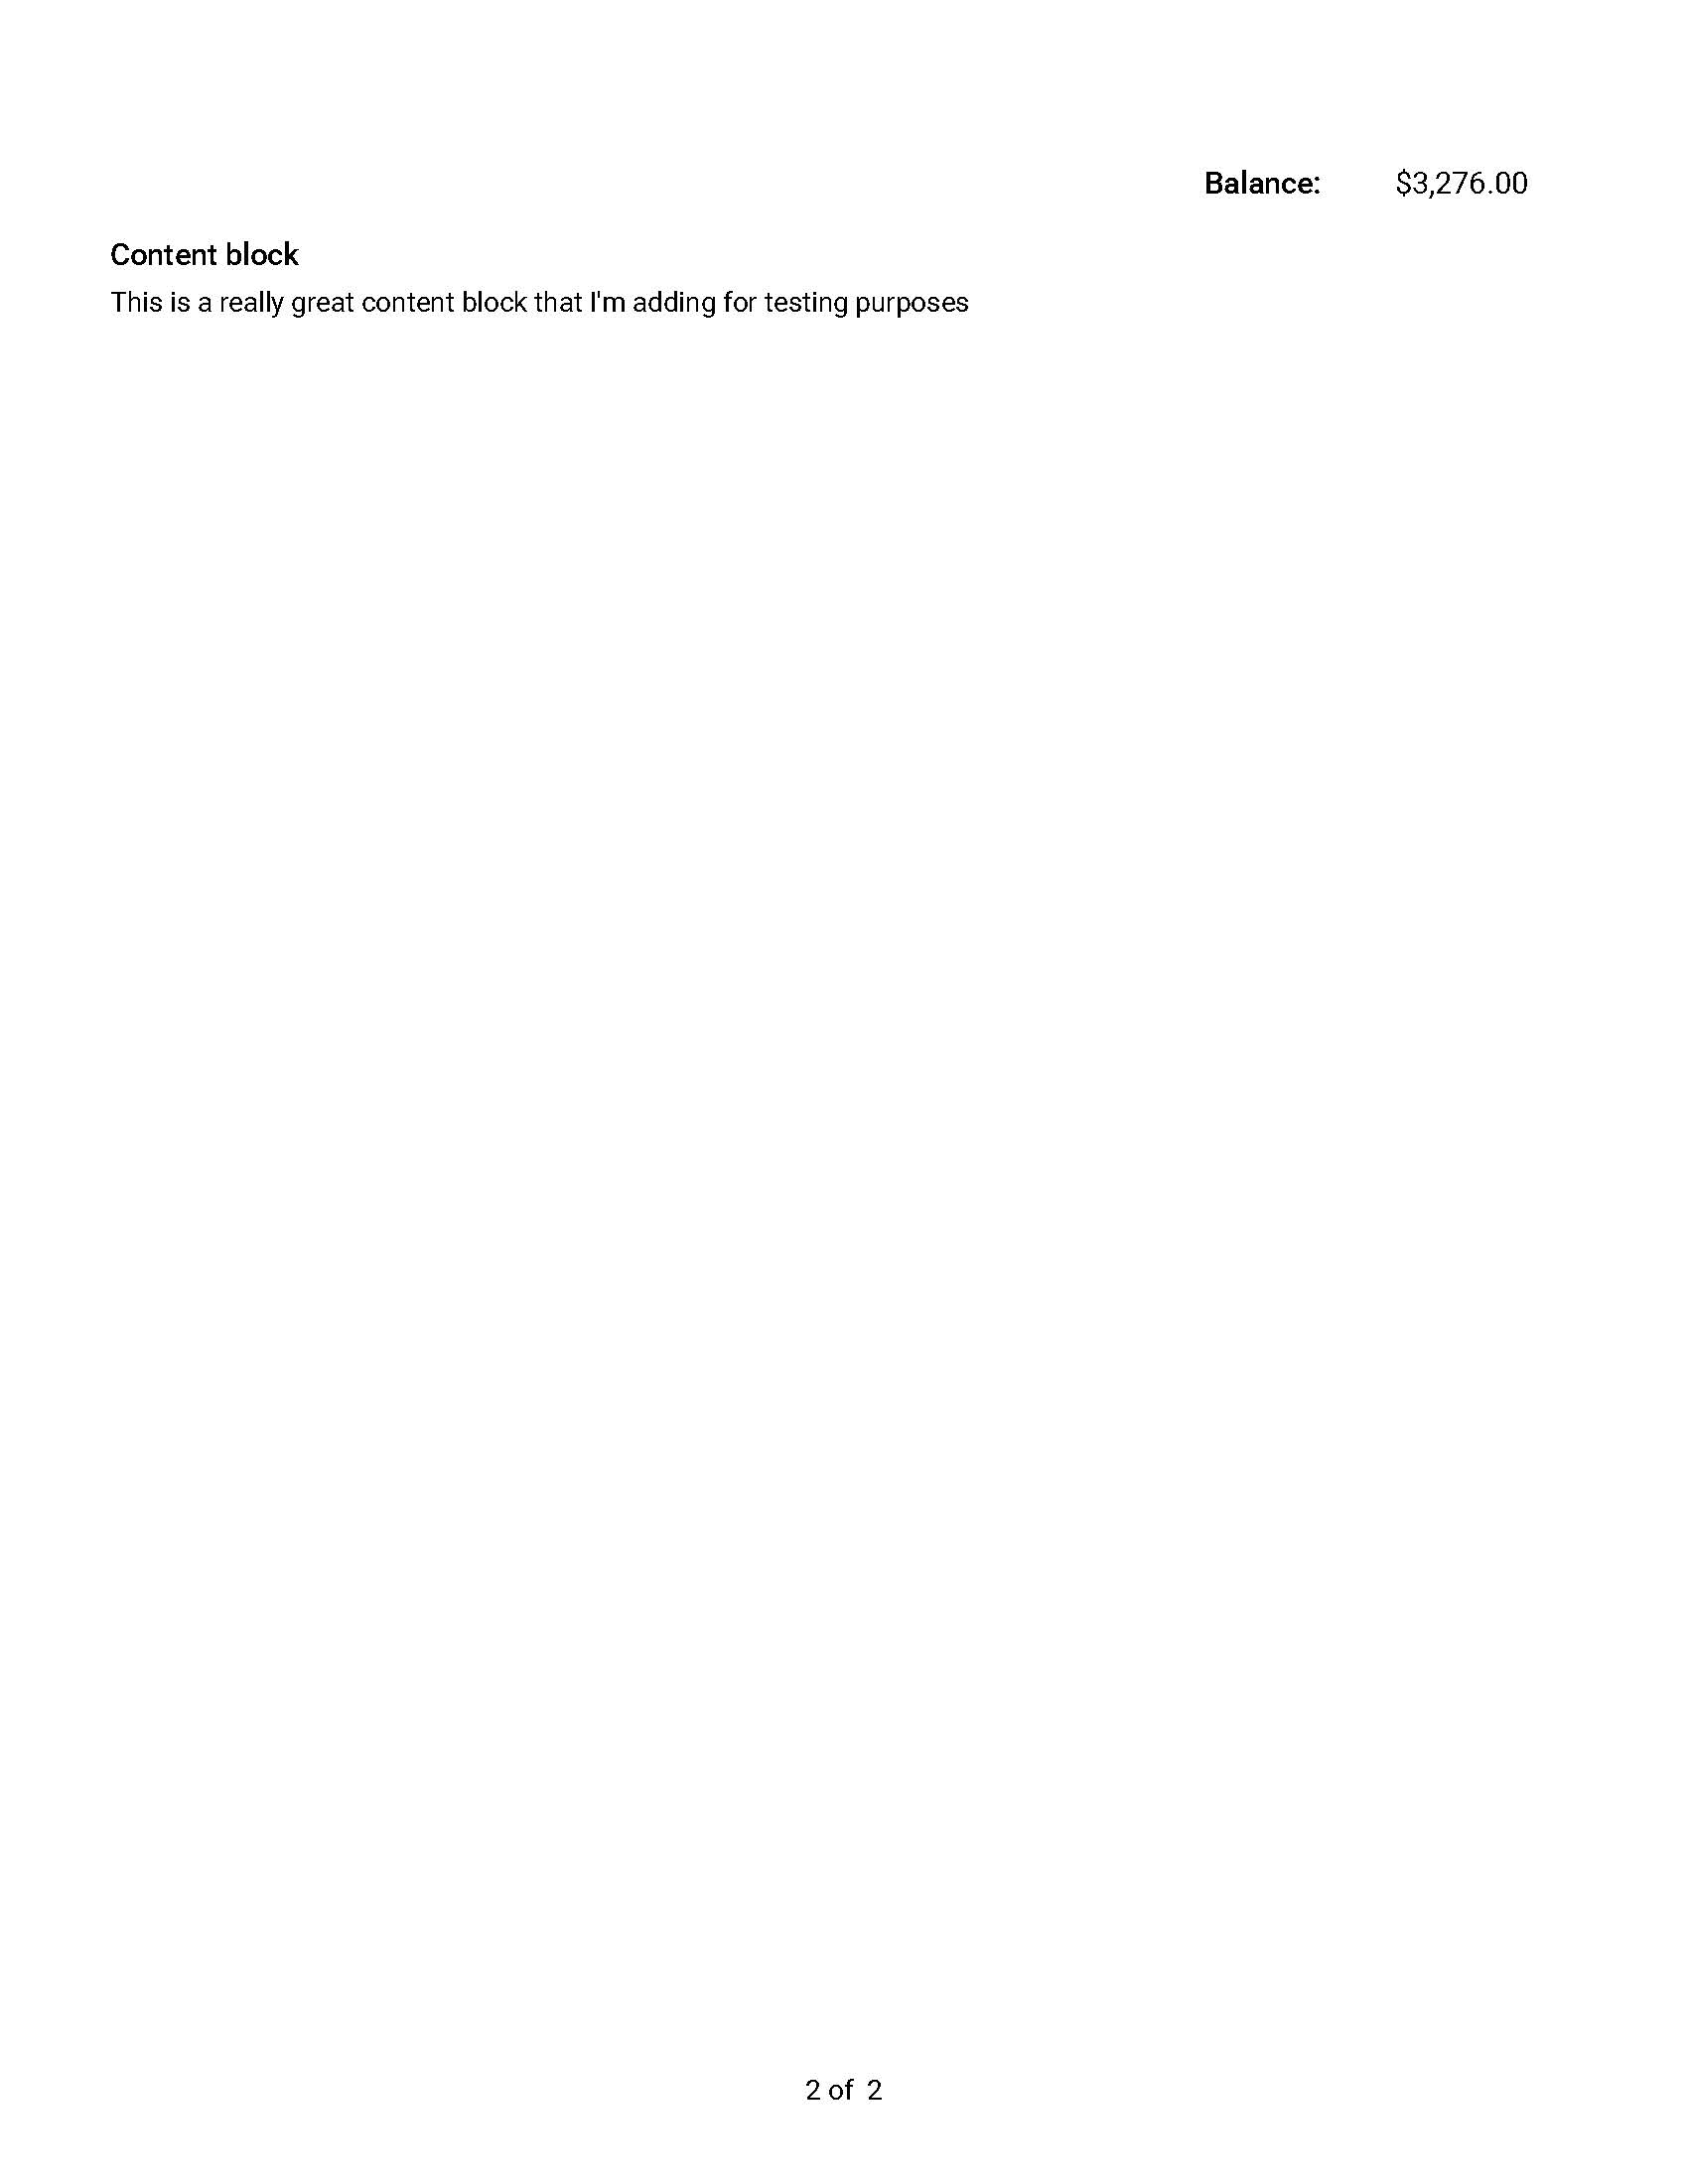 Balance: $3,276.00
Content block
This is a really great content block that I'm adding for testing purposes
2 of 2